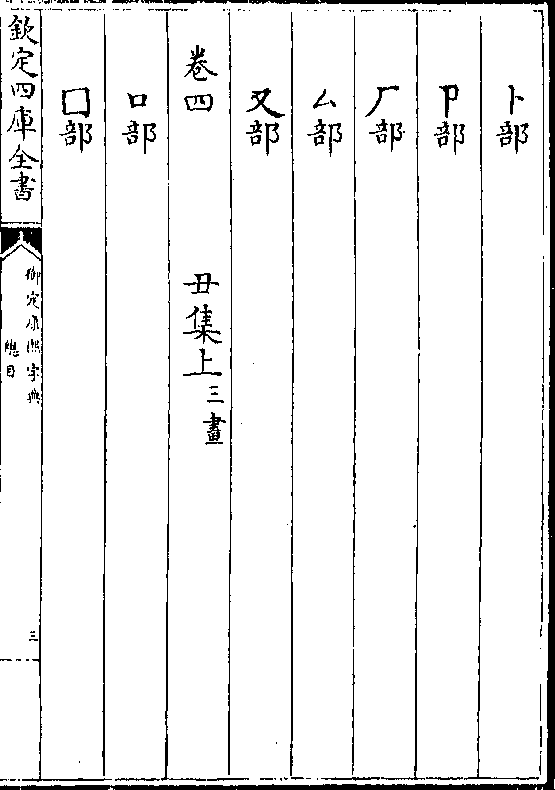 卜部
卩部
厂部
厶部
又部
卷四 丑集上三畫
口部
囗部
欽定四庫全書
御定康熙字典
總目
三